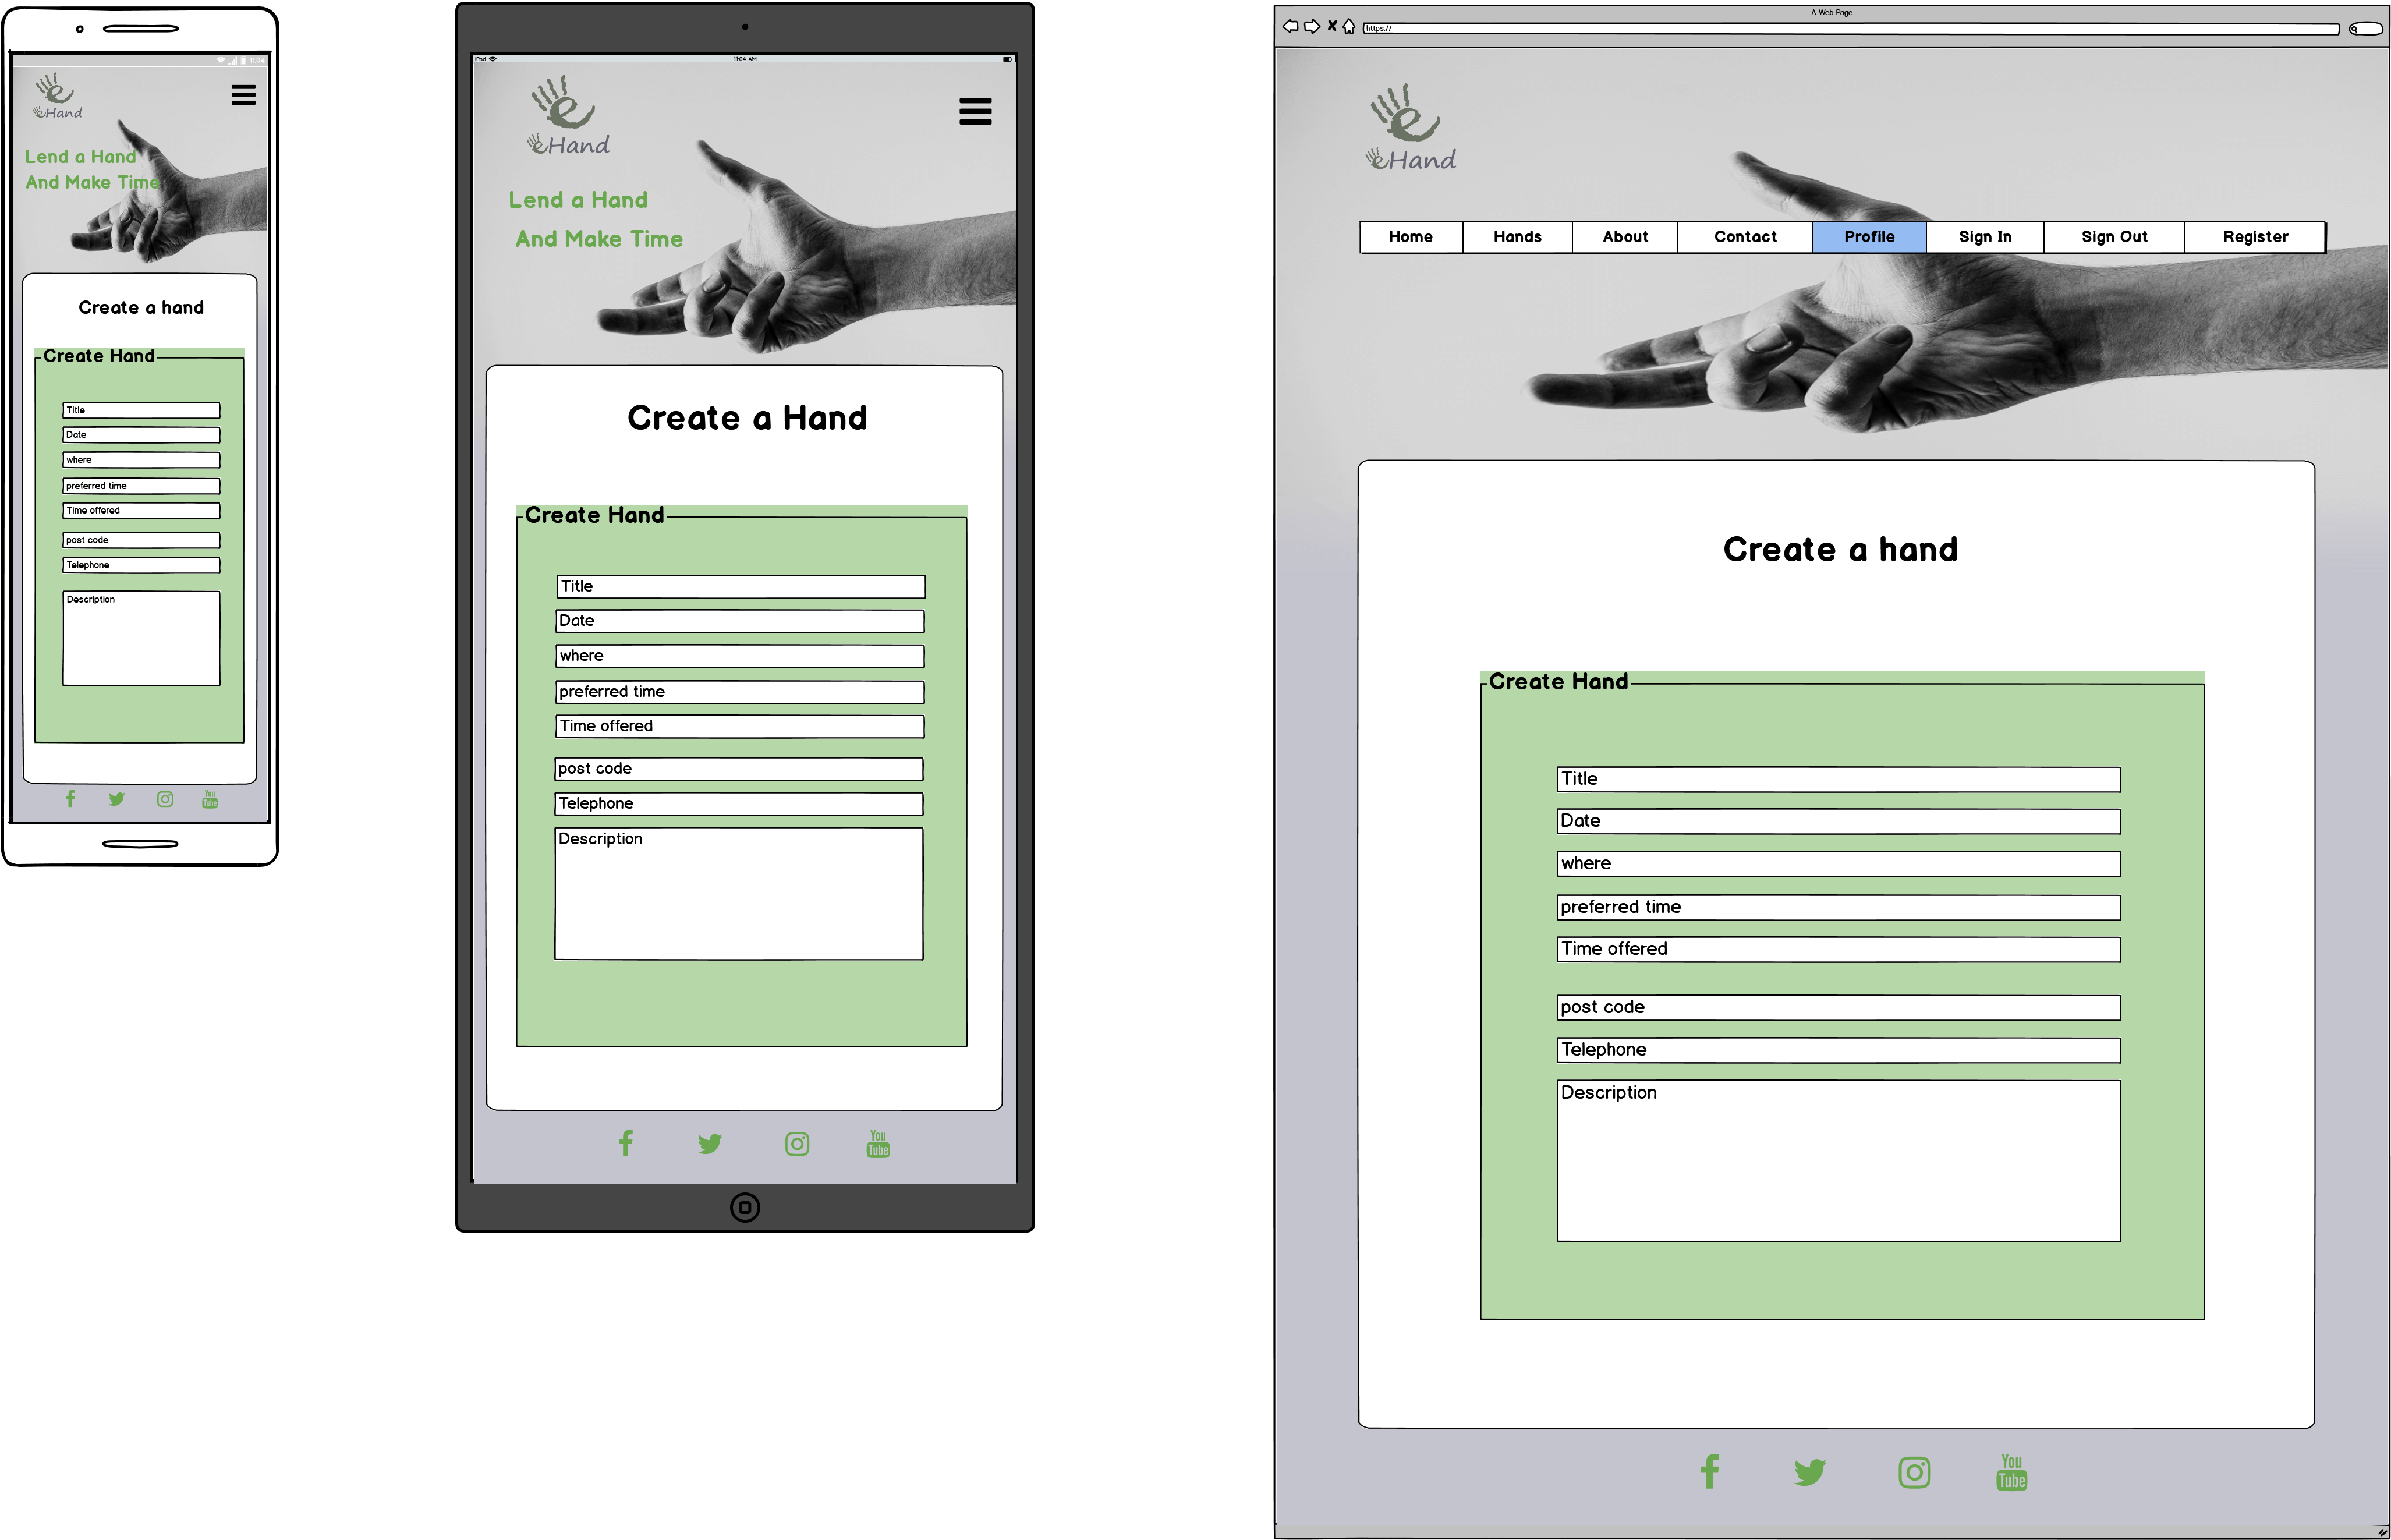 11:04
e
eHand
Lend a Hand
And Make Time
Create a hand
Create Hand
Title
Date
where
preferred time
Time offered
post code
Telephone
Description
You
Tube
iPad
11:04 AM
e
eHand
Lend a Hand
And Make Time
Create a Hand
Create Hand
Title
Date
where
preferred time
Time offered
post code
Telephone
Description
You
Tube
A Web Page
https://
e
eHand
Home Hands About Contact Profile Sign In Sign Out Register
Create a hand
Create Hand
Title
Date
where
preferred time
Time offered
post code
Telephone
Description
You
Tube